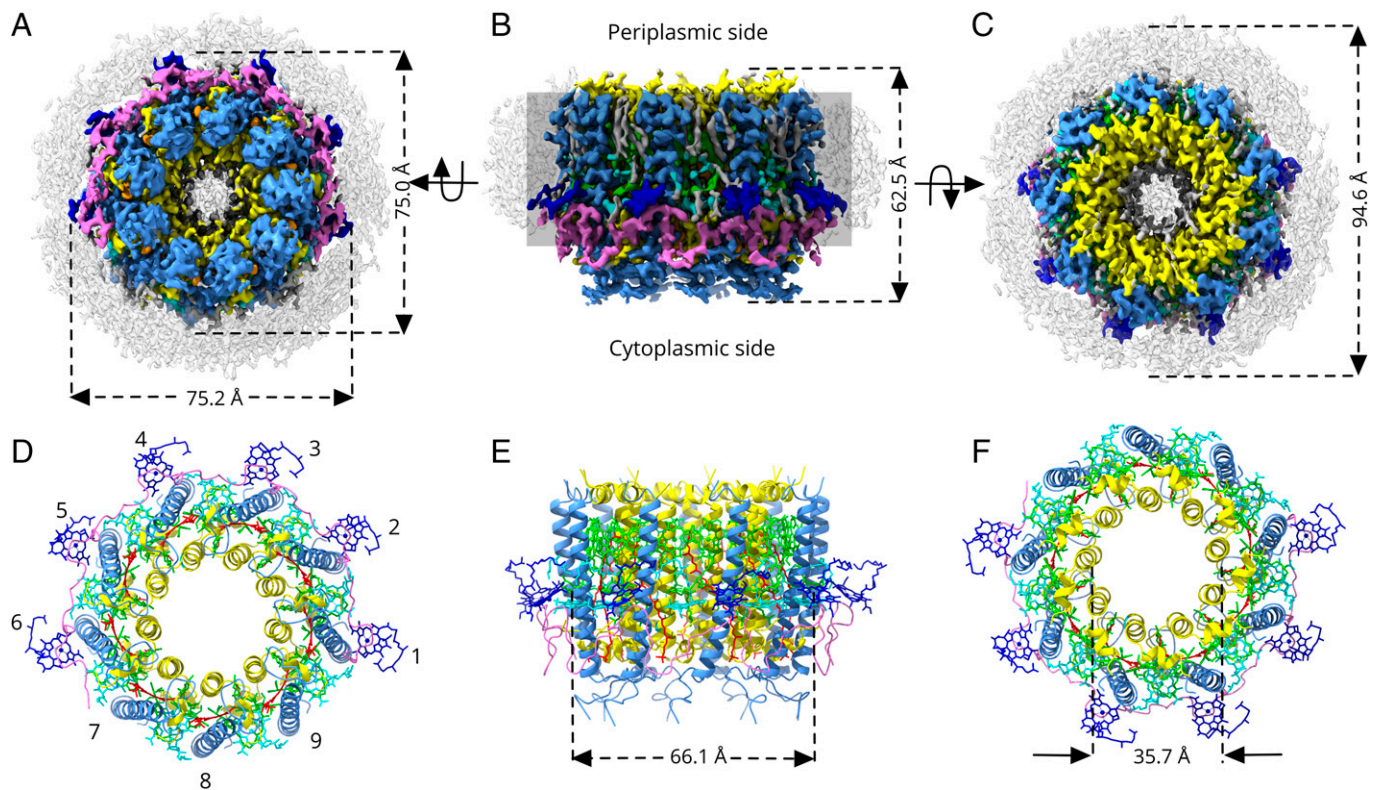 A
B
C
Periplasmic side
75.0 Å
62.5 Å
94.6 Å
Cytoplasmic side
75.2 Å
D
E
F
4
3
5
2
6
1
7
9
8
66.1 Å
35.7 Å